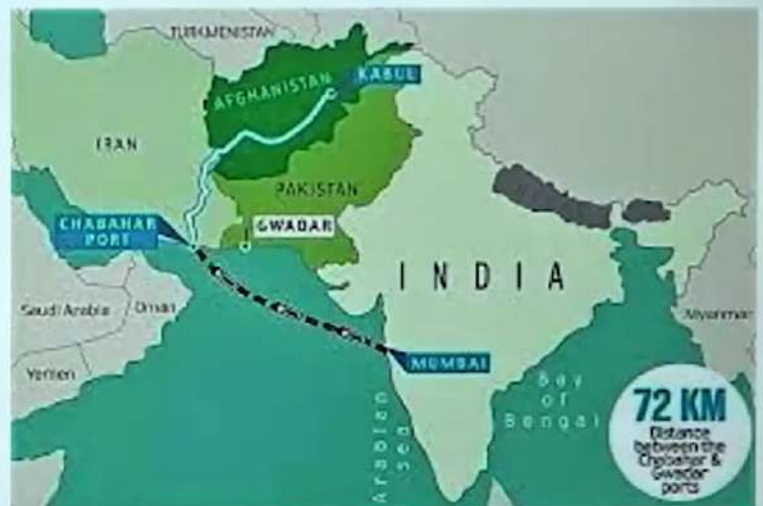 TURKMENISTAN
AFGHANISTAN
KABUL
IRAN
PAKISTAN
CHABAHAR
PORT
GWADAR
INDIA
Saudi Arabia
Oman
Myanmar
Yemen
MUMBAI
Arabian
sea
Bay
of
Bengal
72 KM
Distance
between the
Chabahar &
Gwadar
ports